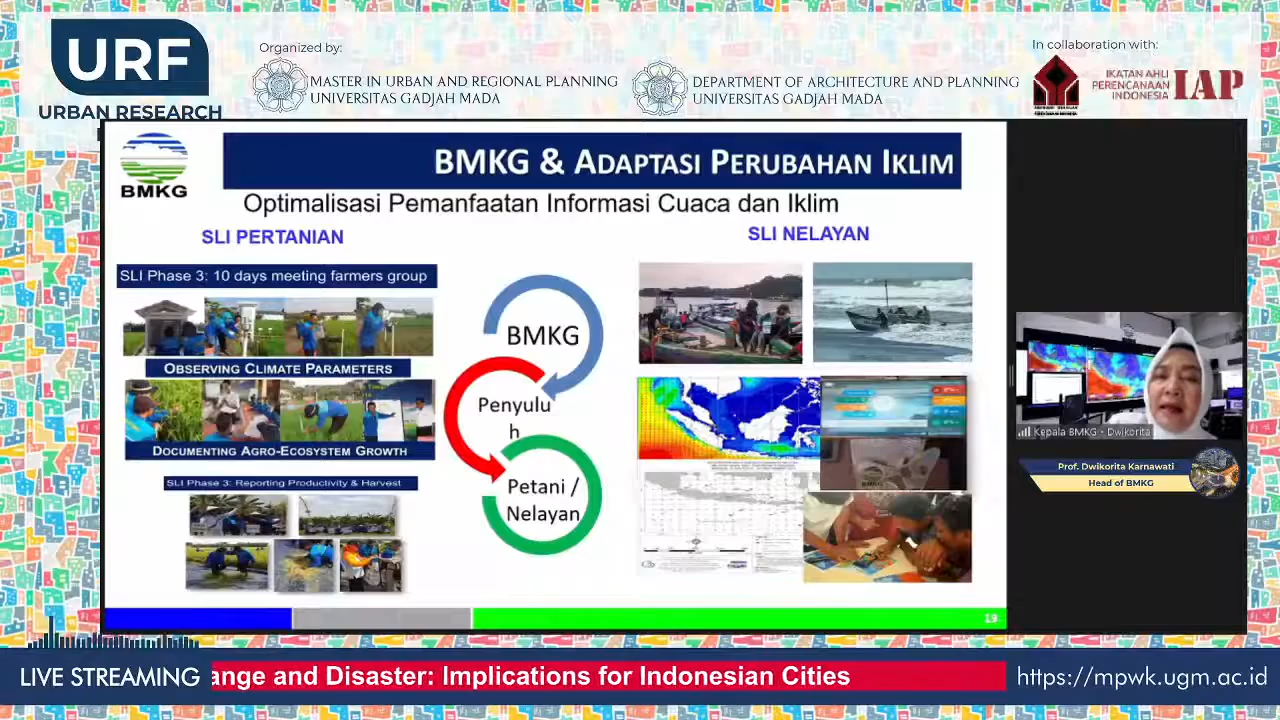 URF
URBAN RESEARCH
Organized by:
MASTER IN URBAN AND REGIONAL PLANNING
UNIVERSITAS GADJAH MADA
DEPARTMENT OF ARCHITECTURE AND PLANNING
UNIVERSITAS GADJAH MADA
In collaboration with:
IKATAN AHLI
PERENCANAAN
INDONESIA
IAP
BMKG
BMKG & ADAPTASI PERUBAHAN IKLIM
Optimalisasi Pemanfaatan Informasi Cuaca dan Iklim
SLI PERTANIAN
SLI NELAYAN
SLI Phase 3: 10 days meeting farmers group
OBSERVING CLIMATE PARAMETERS
DOCUMENTING AGRO-ECOSYSTEM GROWTH
SLI Phase 3: Reporting Productivity & Harvest
BMKG
Penyulu
h
Petani /
Nelayan
19
Kepala BMKG - Dwikorita
Prof. Dwikorita Karnawati
Head of BMKG
LIVE STREAMING
ange and Disaster: Implications for Indonesian Cities
https://mpwk.ugm.ac.id